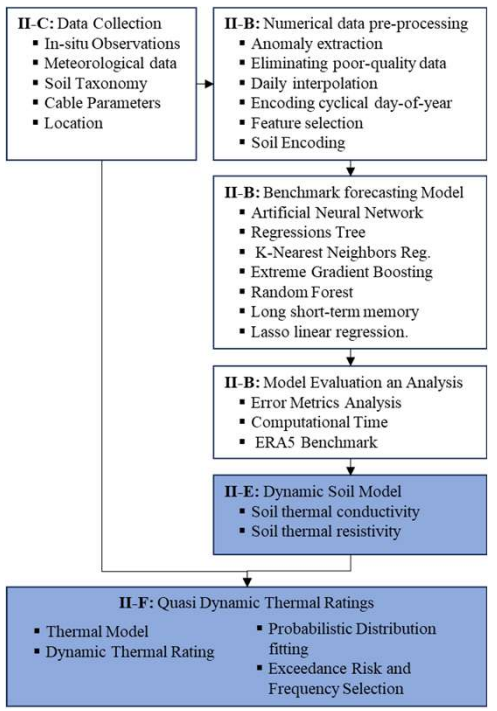 II-C: Data Collection
▪ In-situ Observations
▪ Meteorological data
▪ Soil Taxonomy
▪ Cable Parameters
▪ Location
II-B: Numerical data pre-processing
▪ Anomaly extraction
▪ Eliminating poor-quality data
▪ Daily interpolation
▪ Encoding cyclical day-of-year
▪ Feature selection
▪ Soil Encoding
II-B: Benchmark forecasting Model
▪ Artificial Neural Network
▪ Regressions Tree
▪ K-Nearest Neighbors Reg.
▪ Extreme Gradient Boosting
▪ Random Forest
▪ Long short-term memory
▪ Lasso linear regression.
II-B: Model Evaluation an Analysis
▪ Error Metrics Analysis
▪ Computational Time
▪ ERA5 Benchmark
II-E: Dynamic Soil Model
▪ Soil thermal conductivity
▪ Soil thermal resistivity
II-F: Quasi Dynamic Thermal Ratings
▪ Thermal Model
▪ Dynamic Thermal Rating
▪ Probabilistic Distribution
fitting
▪ Exceedance Risk and
Frequency Selection